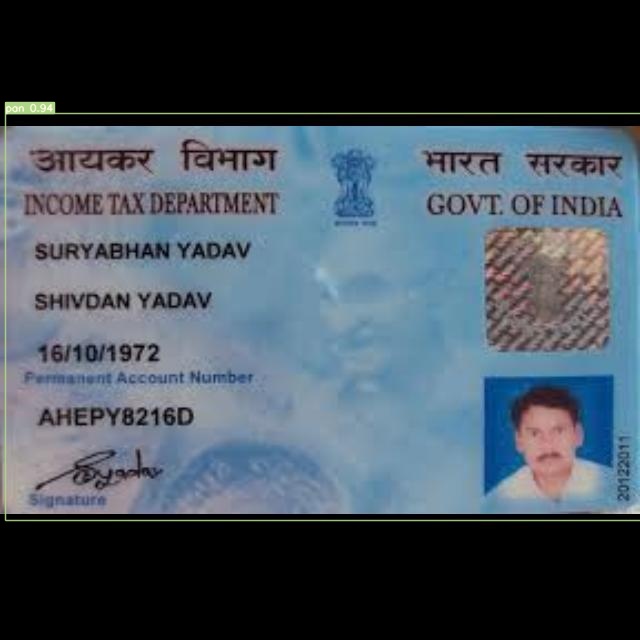 pan 0.94
आयकर विभाग
INCOME TAX DEPARTMENT
भारत सरकार
GOVT. OF INDIA
SURYABHAN YADAV
SHIVDAN YADAV
16/10/1972
Permanent Account Number
AHEPY8216D
Signature
20122011